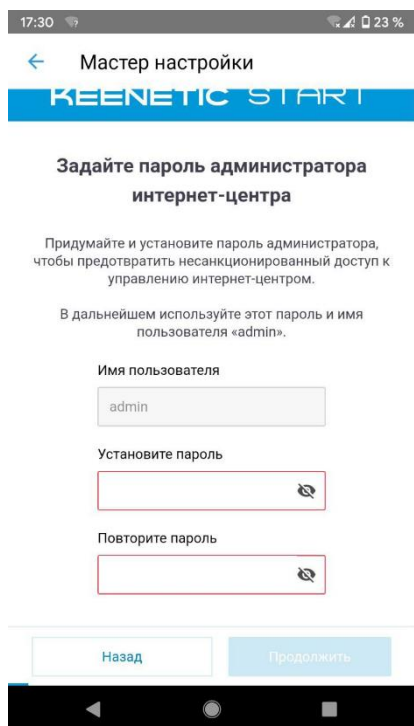 17:30
23 %
Мастер настройки
KEENETIC START
Задайте пароль администратора
интернет-центра
Придумайте и установите пароль администратора,
чтобы предотвратить несанкционированный доступ к
управлению интернет-центром.
В дальнейшем используйте этот пароль и имя
пользователя «admin».
Имя пользователя
admin
Установите пароль
Повторите пароль
Назад
Продолжить